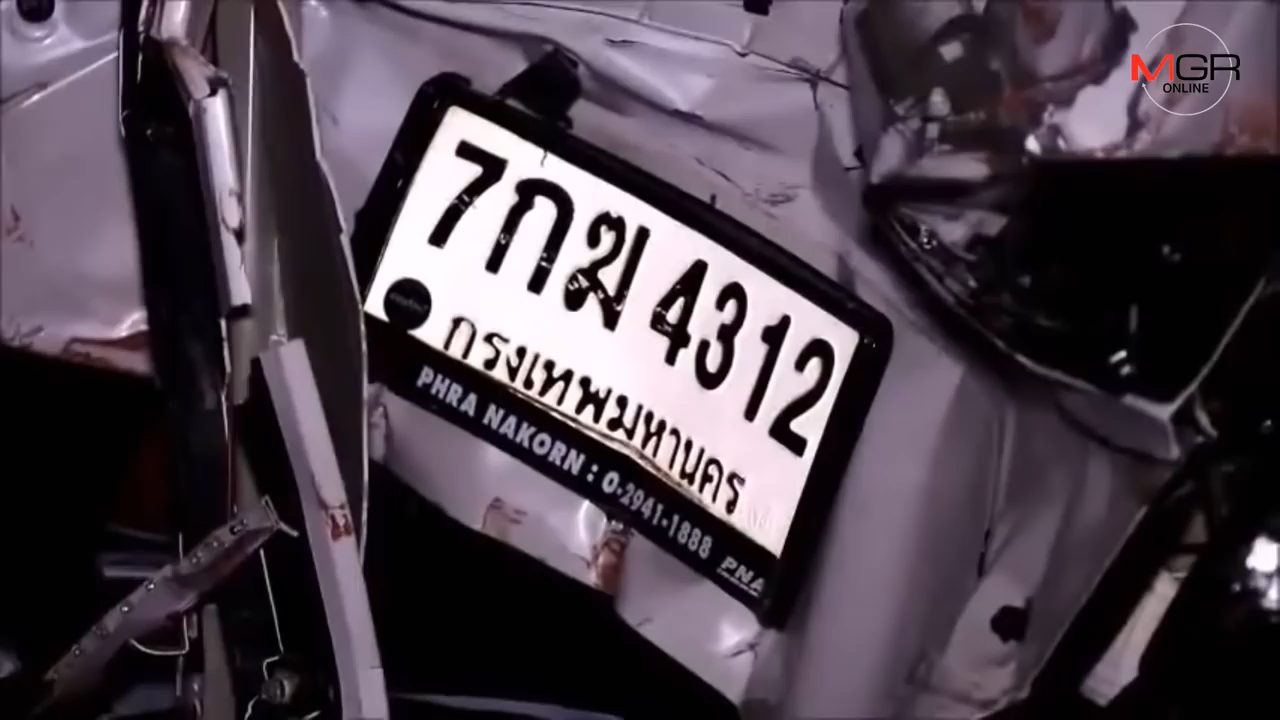 MGR
ONLINE
7กฆ 4312
กรุงเทพมหานคร
PHRA NAKORN : 0-2941-1888
PNA